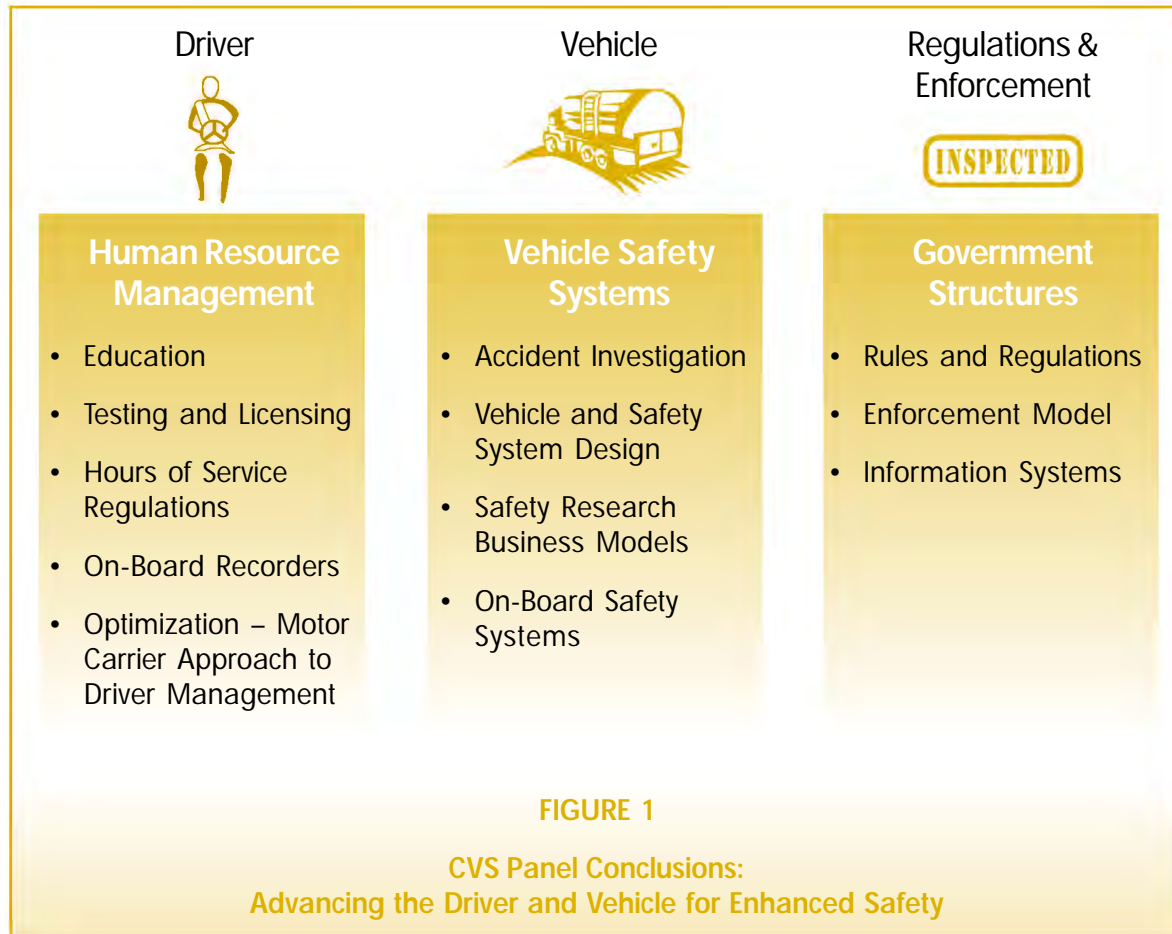 Driver
Human Resource
Management
• Education
• Testing and Licensing
• Hours of Service
Regulations
• On-Board Recorders
• Optimization – Motor
Carrier Approach to
Driver Management
Vehicle
Vehicle Safety
Systems
• Accident Investigation
• Vehicle and Safety
System Design
• Safety Research
Business Models
• On-Board Safety
Systems
Regulations &
Enforcement
INSPECTED
Government
Structures
• Rules and Regulations
• Enforcement Model
• Information Systems
FIGURE 1
CVS Panel Conclusions:
Advancing the Driver and Vehicle for Enhanced Safety